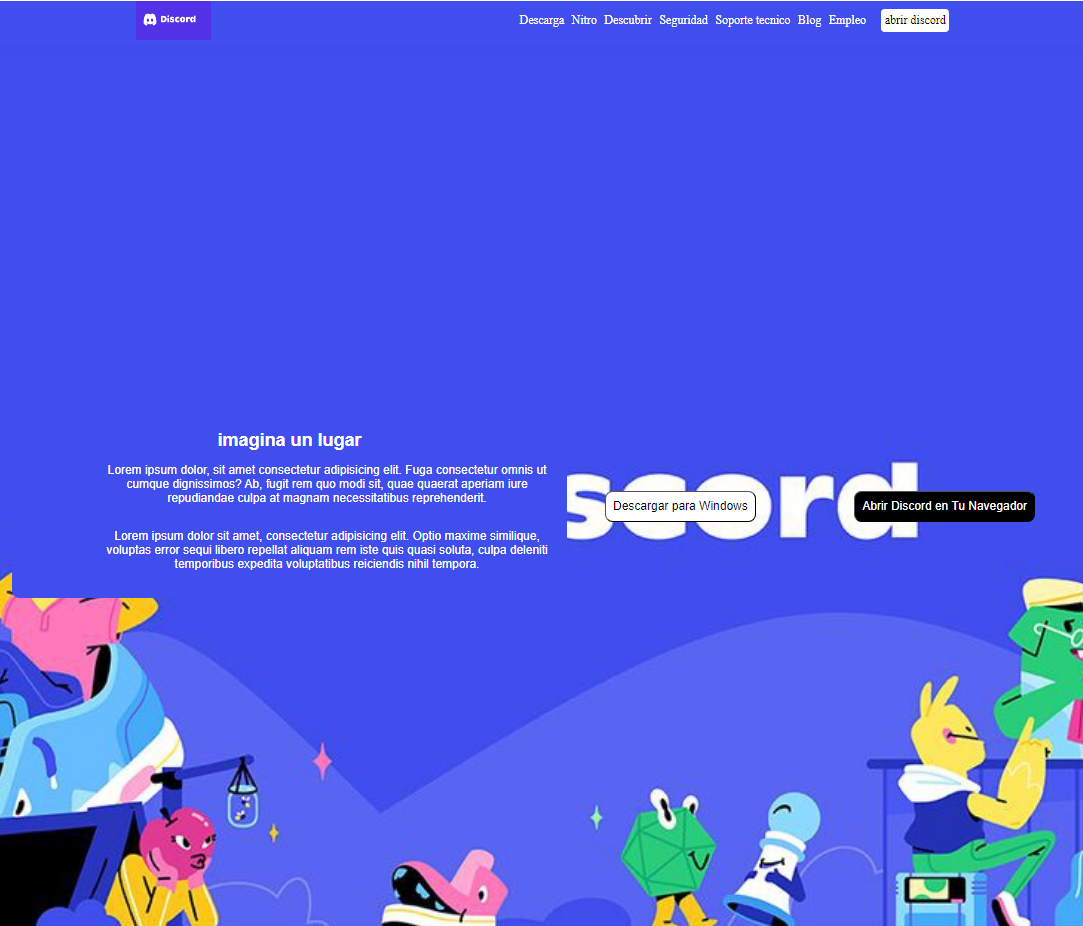 Discord
Descarga Nitro Descubrir Seguridad Soporte tecnico Blog Empleo abrir discord
imagina un lugar
Lorem ipsum dolor, sit amet consectetur adipisicing elit. Fuga consectetur omnis ut
cumque dignissimos? Ab, fugit rem quo modi sit, quae quaerat aperiam iure
repudiandae culpa at magnam necessitatibus reprehenderit.
scord
Descargar para Windows
Abrir Discord en Tu Navegador
Lorem ipsum dolor sit amet, consectetur adipisicing elit. Optio maxime similique,
voluptas error sequi libero repellat aliquam rem iste quis quasi soluta, culpa deleniti
temporibus expedita voluptatibus reiciendis nihil tempora.